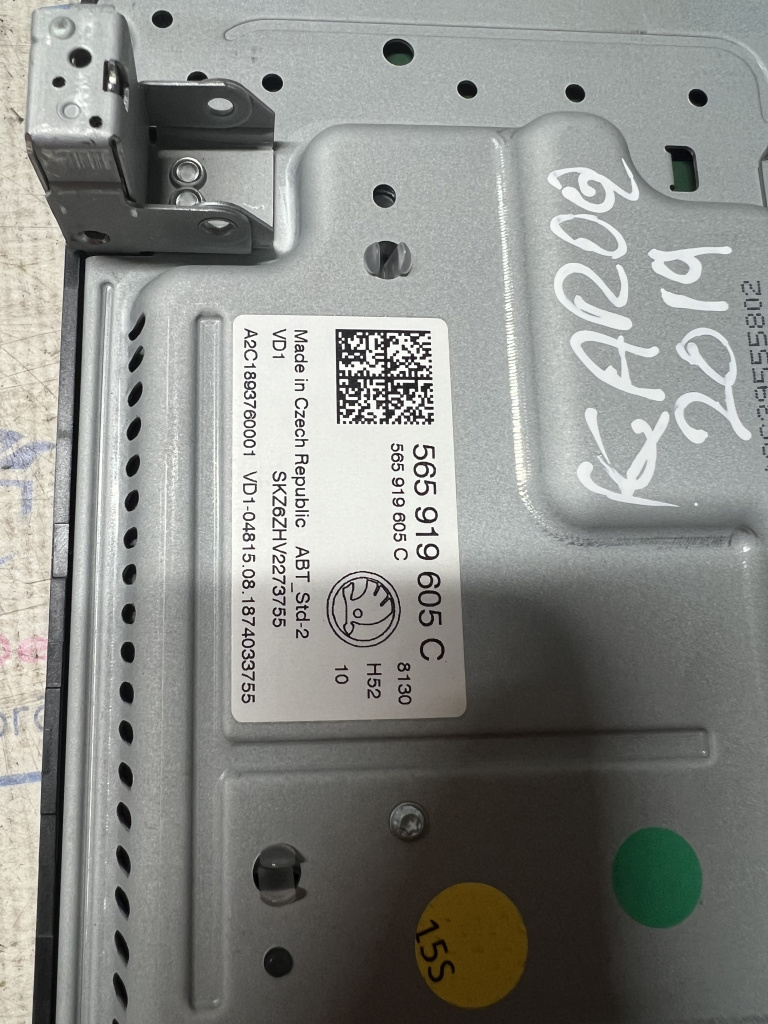 565 919 605 C
565 919 605 C
8130
H52
10
Made in Czech Republic ABT_Std-2
VD1 SKZ6ZHV2273755
A2C1893760001 VD1-04815.08.1874033755
KAROQ
2019
15S